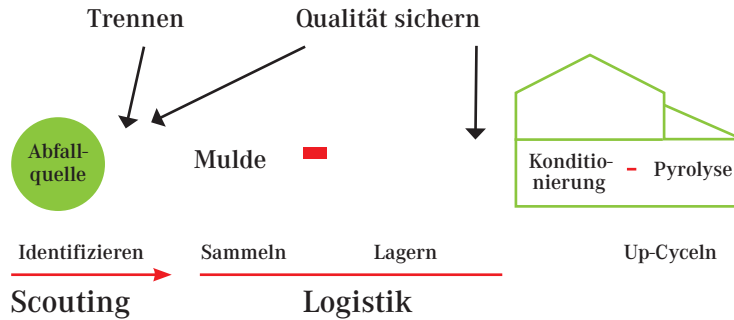 Trennen
Qualität sichern
Abfall-
quelle
Mulde
Konditio-
nierung - Pyrolyse
Identifizieren
Sammeln
Lagern
Up-Cyceln
Scouting
Logistik